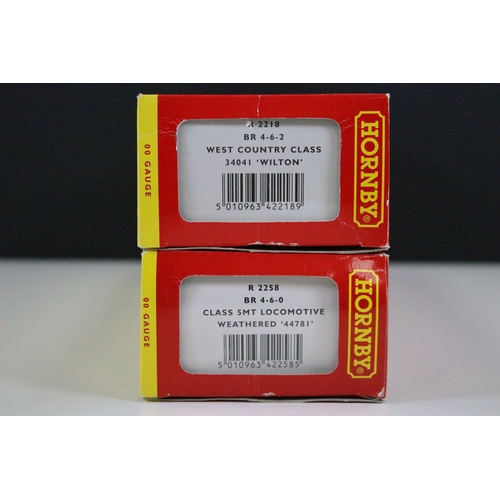 00 GAUGE
R 2218
BR 4-6-2
WEST COUNTRY CLASS
34041 'WILTON'
5 010963 422189
HORNBY®
00 GAUGE
R 2258
BR 4-6-0
CLASS 5MT LOCOMOTIVE
WEATHERED '44781'
5 010963 422585
HORNBY®